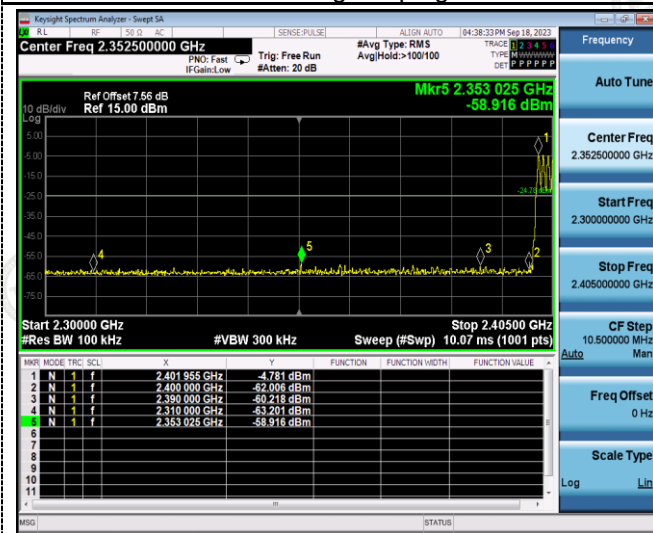 Keysight Spectrum Analyzer - Swept SA
RL RF 50 Ω AC SENSE:PULSE ALIGN AUTO 04:38:33 PM Sep 18, 2023
Center Freq 2.352500000 GHz
PNO: Fast
IFGain:Low
Trig: Free Run
#Atten: 20 dB
#Avg Type: RMS
Avg|Hold:>100/100
TRACE 1 2 3 4 5 6
TYPE M W W W W W
DET P P P P P P
Mkr5 2.353 025 GHz
-58.916 dBm
Ref Offset 7.56 dB
Ref 15.00 dBm
10 dB/div
Log
5.00
-5.00
-15.0
-25.0
-35.0
-45.0
-55.0
-65.0
-75.0
1
5
3
2
4
Start 2.30000 GHz Stop 2.40500 GHz
#Res BW 100 kHz #VBW 300 kHz Sweep (#Swp) 10.07 ms (1001 pts)
MKR MODE TRC SCL X Y FUNCTION FUNCTION WIDTH FUNCTION VALUE
1 N 1 f 2.401 955 GHz -4.781 dBm
2 N 1 f 2.400 000 GHz -62.006 dBm
3 N 1 f 2.390 000 GHz -60.218 dBm
4 N 1 f 2.310 000 GHz -63.201 dBm
5 N 1 f 2.353 025 GHz -58.916 dBm
6
7
8
9
10
11
MSG STATUS
Frequency
Auto Tune
Center Freq
2.352500000 GHz
Start Freq
2.300000000 GHz
Stop Freq
2.405000000 GHz
CF Step
10.500000 MHz
Auto Man
Freq Offset
0 Hz
Scale Type
Log Lin